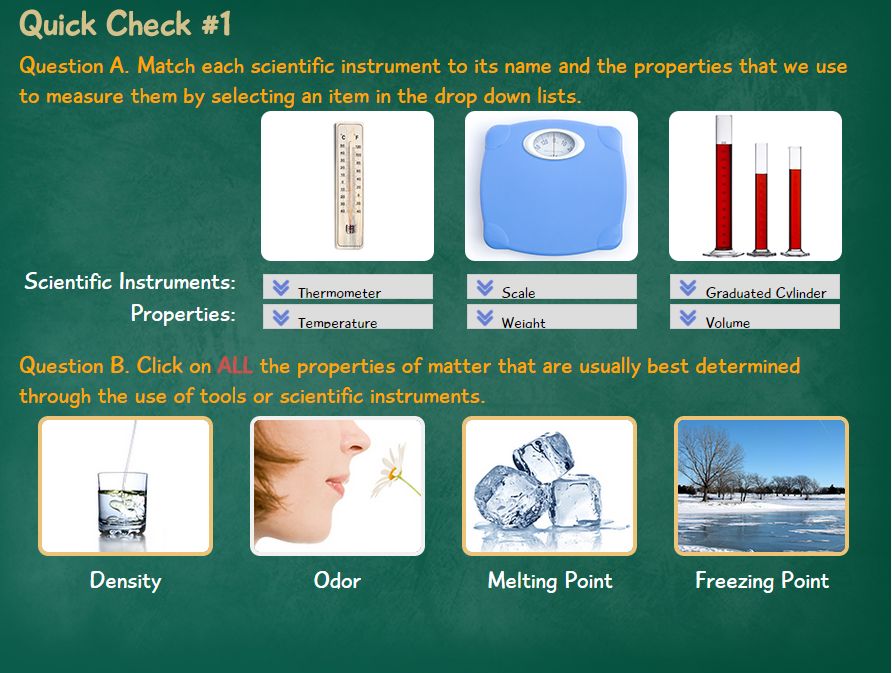 Quick Check #1
Question A. Match each scientific instrument to its name and the properties that we use
to measure them by selecting an item in the drop down lists.
°C °F
Scientific Instruments: Thermometer Scale Graduated Cylinder
Properties: Temperature Weight Volume
Question B. Click on ALL the properties of matter that are usually best determined
through the use of tools or scientific instruments.
Density Odor Melting Point Freezing Point